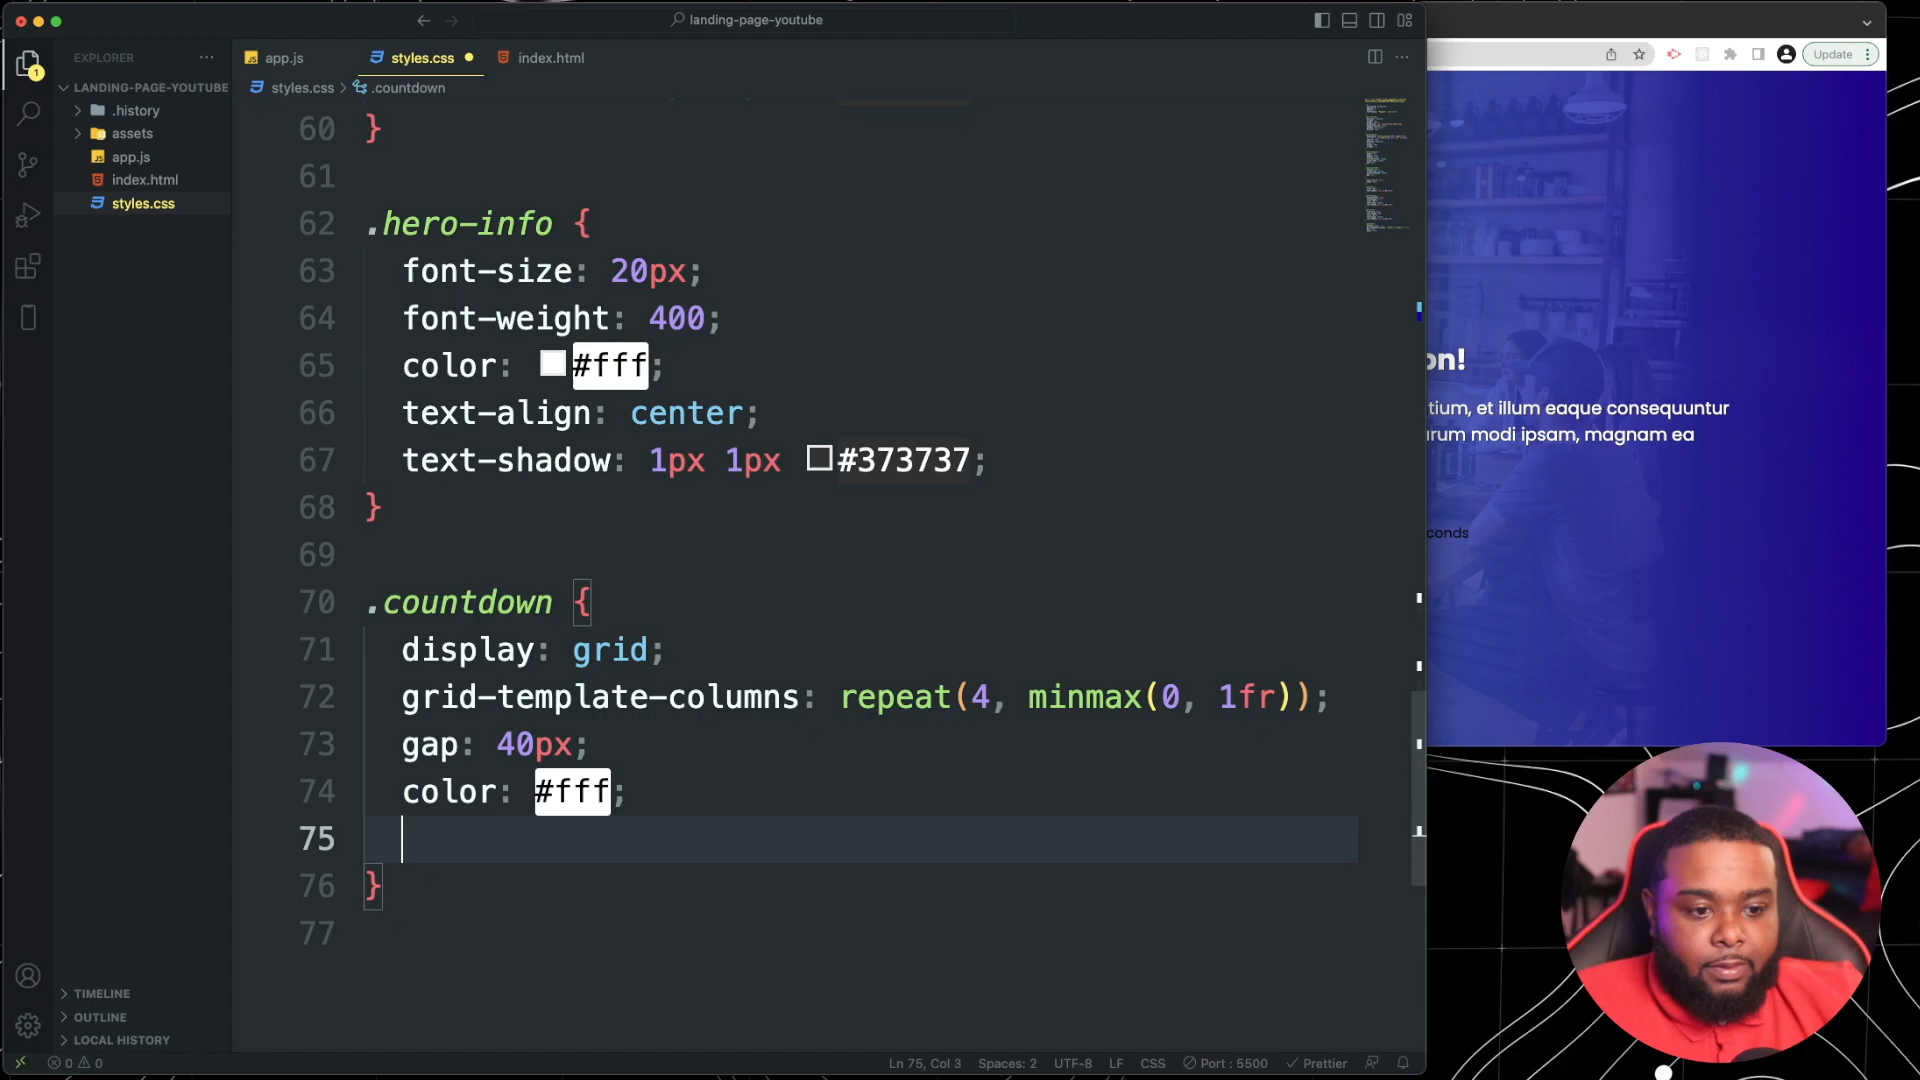 landing-page-youtube
EXPLORER
app.js
styles.css
index.html
LANDING-PAGE-YOUTUBE
styles.css > .countdown
.history
assets
app.js
index.html
styles.css
1
60 }
61
62 .hero-info {
63 font-size: 20px;
64 font-weight: 400;
65 color: #fff;
66 text-align: center;
67 text-shadow: 1px 1px #373737;
68 }
69
70 .countdown {
71 display: grid;
72 grid-template-columns: repeat(4, minmax(0, 1fr));
73 gap: 40px;
74 color: #fff;
75
76 }
77
TIMELINE
OUTLINE
LOCAL HISTORY
0 0
Ln 75, Col 3
Spaces: 2
UTF-8
LF
CSS
Port : 5500
Prettier
Update
on!
tium, et illum eaque consequuntur
arum modi ipsam, magnam ea
conds